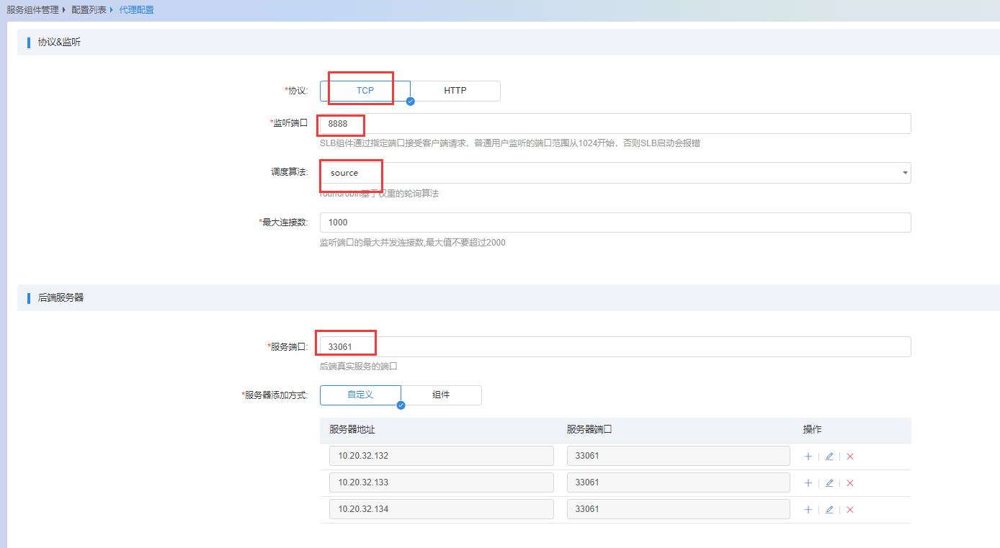 服务组件管理 配置列表 代理配置
协议&监听
*协议: TCP HTTP
*监听端口 8888
SLB组件通过指定端口接受客户端请求，普通用户监听的端口范围从1024开始，否则SLB启动会报错
调度算法: source
roundrobin基于权重的轮询算法
*最大连接数: 1000
监听端口的最大并发连接数,最大值不要超过2000
后端服务器
*服务端口: 33061
后端真实服务的端口
*服务器添加方式: 自定义 组件
服务器地址 服务器端口 操作
10.20.32.132 33061
10.20.32.133 33061
10.20.32.134 33061